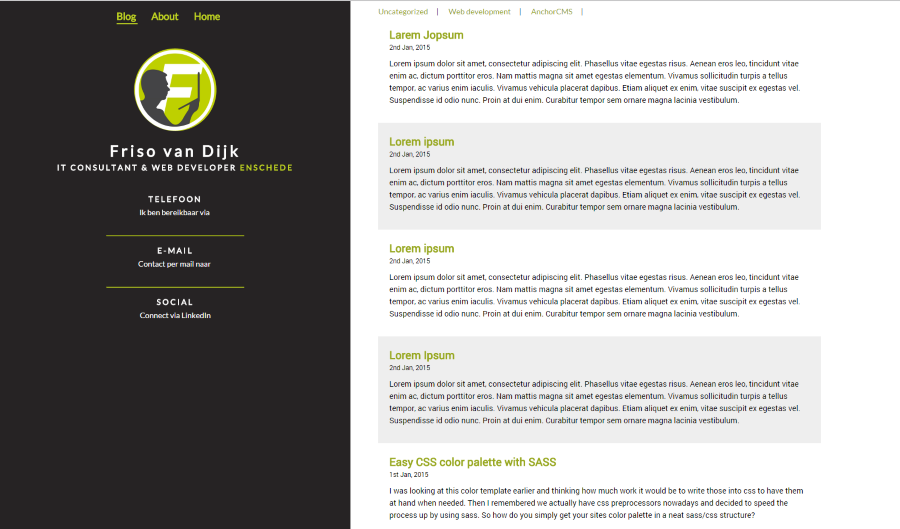 Blog About Home
Friso van Dijk
IT CONSULTANT & WEB DEVELOPER ENSCHEDE
TELEFOON
Ik ben bereikbaar via
E-MAIL
Contact per mail naar
SOCIAL
Connect via LinkedIn
Uncategorized | Web development | AnchorCMS |
Larem Jopsum
2nd Jan, 2015
Lorem ipsum dolor sit amet, consectetur adipiscing elit. Phasellus vitae egestas risus. Aenean eros leo, tincidunt vitae
enim ac, dictum porttitor eros. Nam mattis magna sit amet egestas elementum. Vivamus sollicitudin turpis a tellus
tempor, ac varius enim iaculis. Vivamus vehicula placerat dapibus. Etiam aliquet ex enim, vitae suscipit ex egestas vel.
Suspendisse id odio nunc. Proin at dui enim. Curabitur tempor sem ornare magna lacinia vestibulum.
Lorem ipsum
2nd Jan, 2015
Lorem ipsum dolor sit amet, consectetur adipiscing elit. Phasellus vitae egestas risus. Aenean eros leo, tincidunt vitae
enim ac, dictum porttitor eros. Nam mattis magna sit amet egestas elementum. Vivamus sollicitudin turpis a tellus
tempor, ac varius enim iaculis. Vivamus vehicula placerat dapibus. Etiam aliquet ex enim, vitae suscipit ex egestas vel.
Suspendisse id odio nunc. Proin at dui enim. Curabitur tempor sem ornare magna lacinia vestibulum.
Lorem ipsum
2nd Jan, 2015
Lorem ipsum dolor sit amet, consectetur adipiscing elit. Phasellus vitae egestas risus. Aenean eros leo, tincidunt vitae
enim ac, dictum porttitor eros. Nam mattis magna sit amet egestas elementum. Vivamus sollicitudin turpis a tellus
tempor, ac varius enim iaculis. Vivamus vehicula placerat dapibus. Etiam aliquet ex enim, vitae suscipit ex egestas vel.
Suspendisse id odio nunc. Proin at dui enim. Curabitur tempor sem ornare magna lacinia vestibulum.
Lorem Ipsum
2nd Jan, 2015
Lorem ipsum dolor sit amet, consectetur adipiscing elit. Phasellus vitae egestas risus. Aenean eros leo, tincidunt vitae
enim ac, dictum porttitor eros. Nam mattis magna sit amet egestas elementum. Vivamus sollicitudin turpis a tellus
tempor, ac varius enim iaculis. Vivamus vehicula placerat dapibus. Etiam aliquet ex enim, vitae suscipit ex egestas vel.
Suspendisse id odio nunc. Proin at dui enim. Curabitur tempor sem ornare magna lacinia vestibulum.
Easy CSS color palette with SASS
1st Jan, 2015
I was looking at this color template earlier and thinking how much work it would be to write those into css to have them
at hand when needed. Then I remembered we actually have css preprocessors nowadays and decided to speed the
process up by using sass. So how do you simply get your sites color palette in a neat sass/css structure?